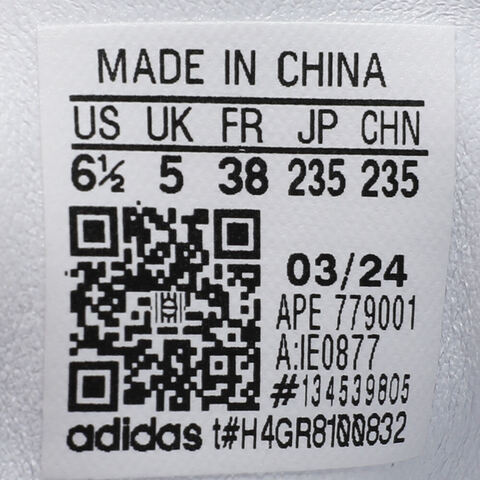 MADE IN CHINA
US UK FR JP CHN
6½ 5 38 235 235
03/24
APE 779001
A:IE0877
#134539805
adidas t#H4GR8100832